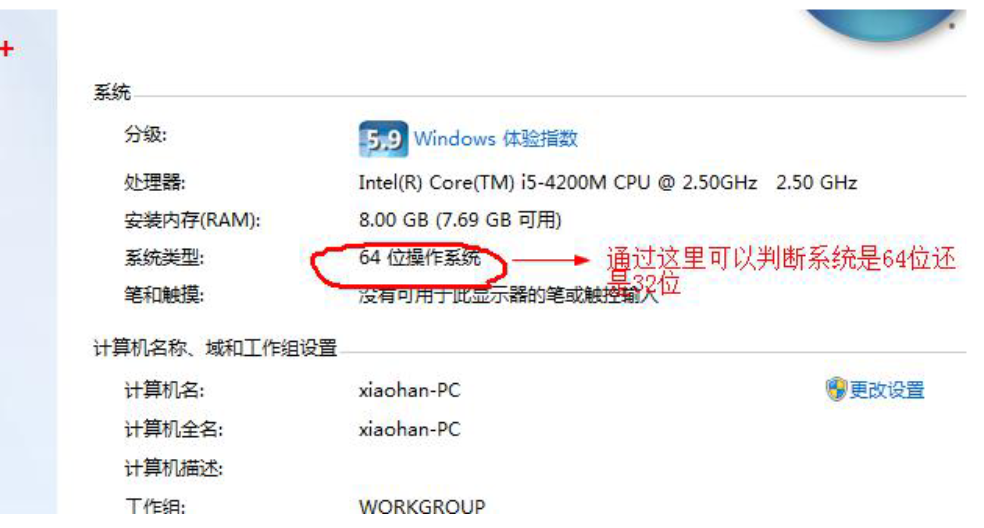 +
系统
分级:
5.9 Windows 体验指数
处理器:
Intel(R) Core(TM) i5-4200M CPU @ 2.50GHz 2.50 GHz
安装内存(RAM):
8.00 GB (7.69 GB 可用)
系统类型:
64 位操作系统
通过这里可以判断系统是64位还
是32位
笔和触摸:
没有可用于此显示器的笔或触控输入
计算机名称、域和工作组设置
计算机名:
xiaohan-PC
更改设置
计算机全名:
xiaohan-PC
计算机描述:
工作组:
WORKGROUP